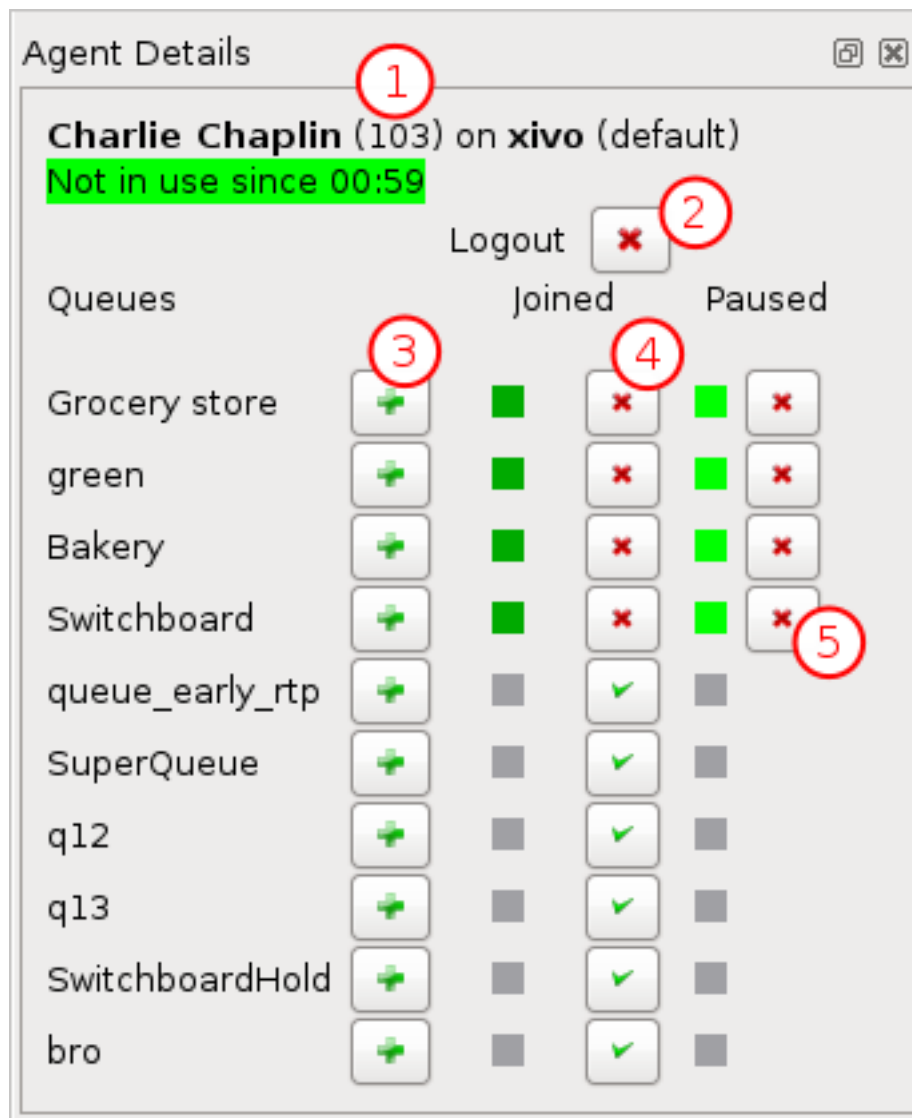 Agent Details
1
Charlie Chaplin (103) on xivo (default)
Not in use since 00:59
2
Logout
Queues Joined Paused
3 4
Grocery store
green
Bakery
Switchboard
5
queue_early_rtp
SuperQueue
q12
q13
SwitchboardHold
bro